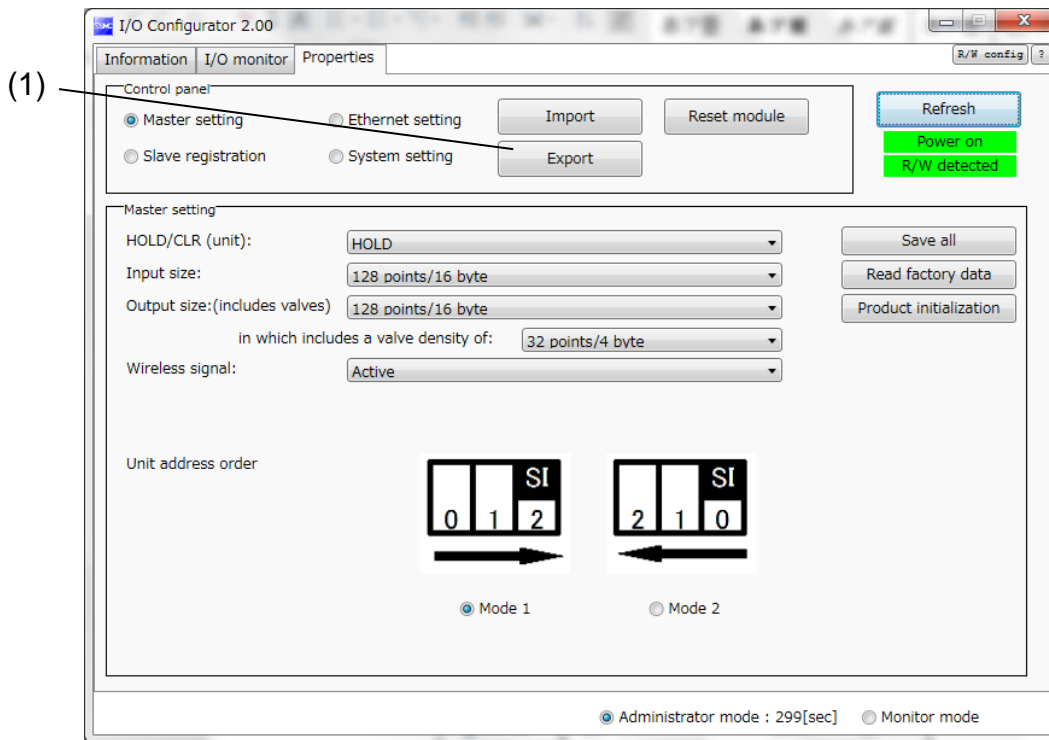 I/O Configurator 2.00
Information I/O monitor Properties R/W config ?
(1)
Control panel
Master setting Ethernet setting Import Reset module Refresh
Power on
Slave registration System setting Export
R/W detected
Master setting
HOLD/CLR (unit): HOLD Save all
Input size: 128 points/16 byte Read factory data
Output size:(includes valves) 128 points/16 byte Product initialization
in which includes a valve density of: 32 points/4 byte
Wireless signal: Active
Unit address order
SI SI
0 1 2 2 1 0
Mode 1 Mode 2
Administrator mode : 299[sec] Monitor mode